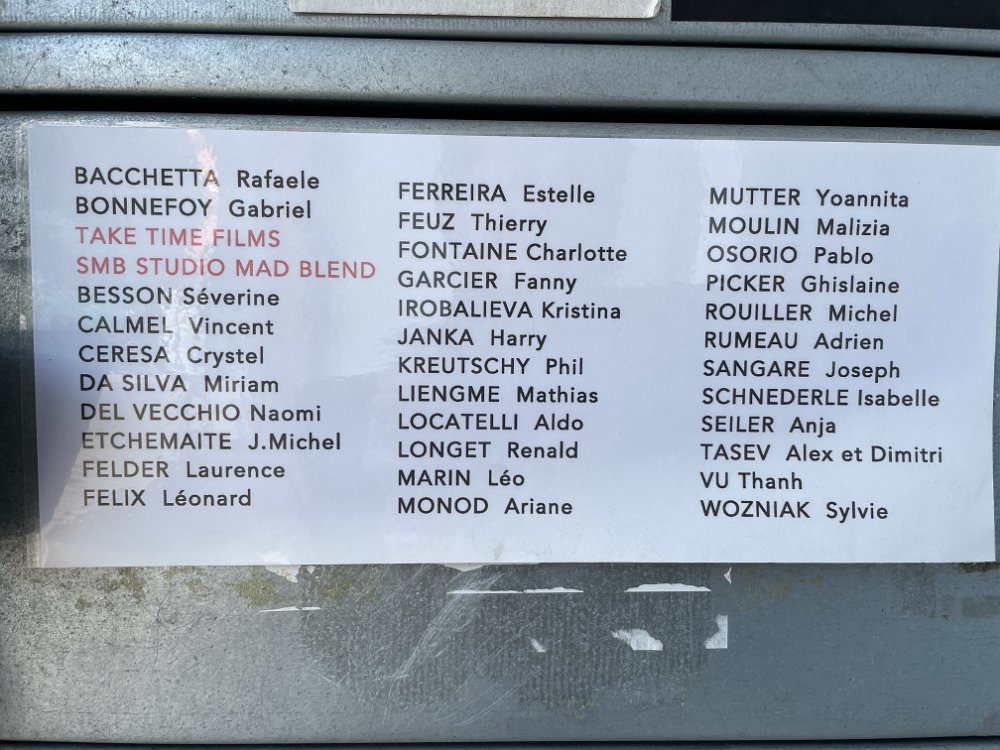 BACCHETTA Rafaele
BONNEFOY Gabriel
TAKE TIME FILMS
SMB STUDIO MAD BLEND
BESSON Séverine
CALMEL Vincent
CERESA Crystel
DA SILVA Miriam
DEL VECCHIO Naomi
ETCHEMAITE J.Michel
FELDER Laurence
FELIX Léonard
FERREIRA Estelle
FEUZ Thierry
FONTAINE Charlotte
GARCIER Fanny
IROBALIEVA Kristina
JANKA Harry
KREUTSCHY Phil
LIENGME Mathias
LOCATELLI Aldo
LONGET Renald
MARIN Léo
MONOD Ariane
MUTTER Yoannita
MOULIN Malizia
OSORIO Pablo
PICKER Ghislaine
ROUILLER Michel
RUMEAU Adrien
SANGARE Joseph
SCHNEDERLE Isabelle
SEILER Anja
TASEV Alex et Dimitri
VU Thanh
WOZNIAK Sylvie